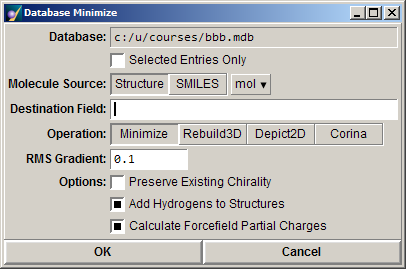 Database Minimize
Database: c:/u/courses/bbb.mdb
Selected Entries Only
Molecule Source: Structure SMILES mol
Destination Field:
Operation: Minimize Rebuild3D Depict2D Corina
RMS Gradient: 0.1
Options: Preserve Existing Chirality
Add Hydrogens to Structures
Calculate Forcefield Partial Charges
OK Cancel